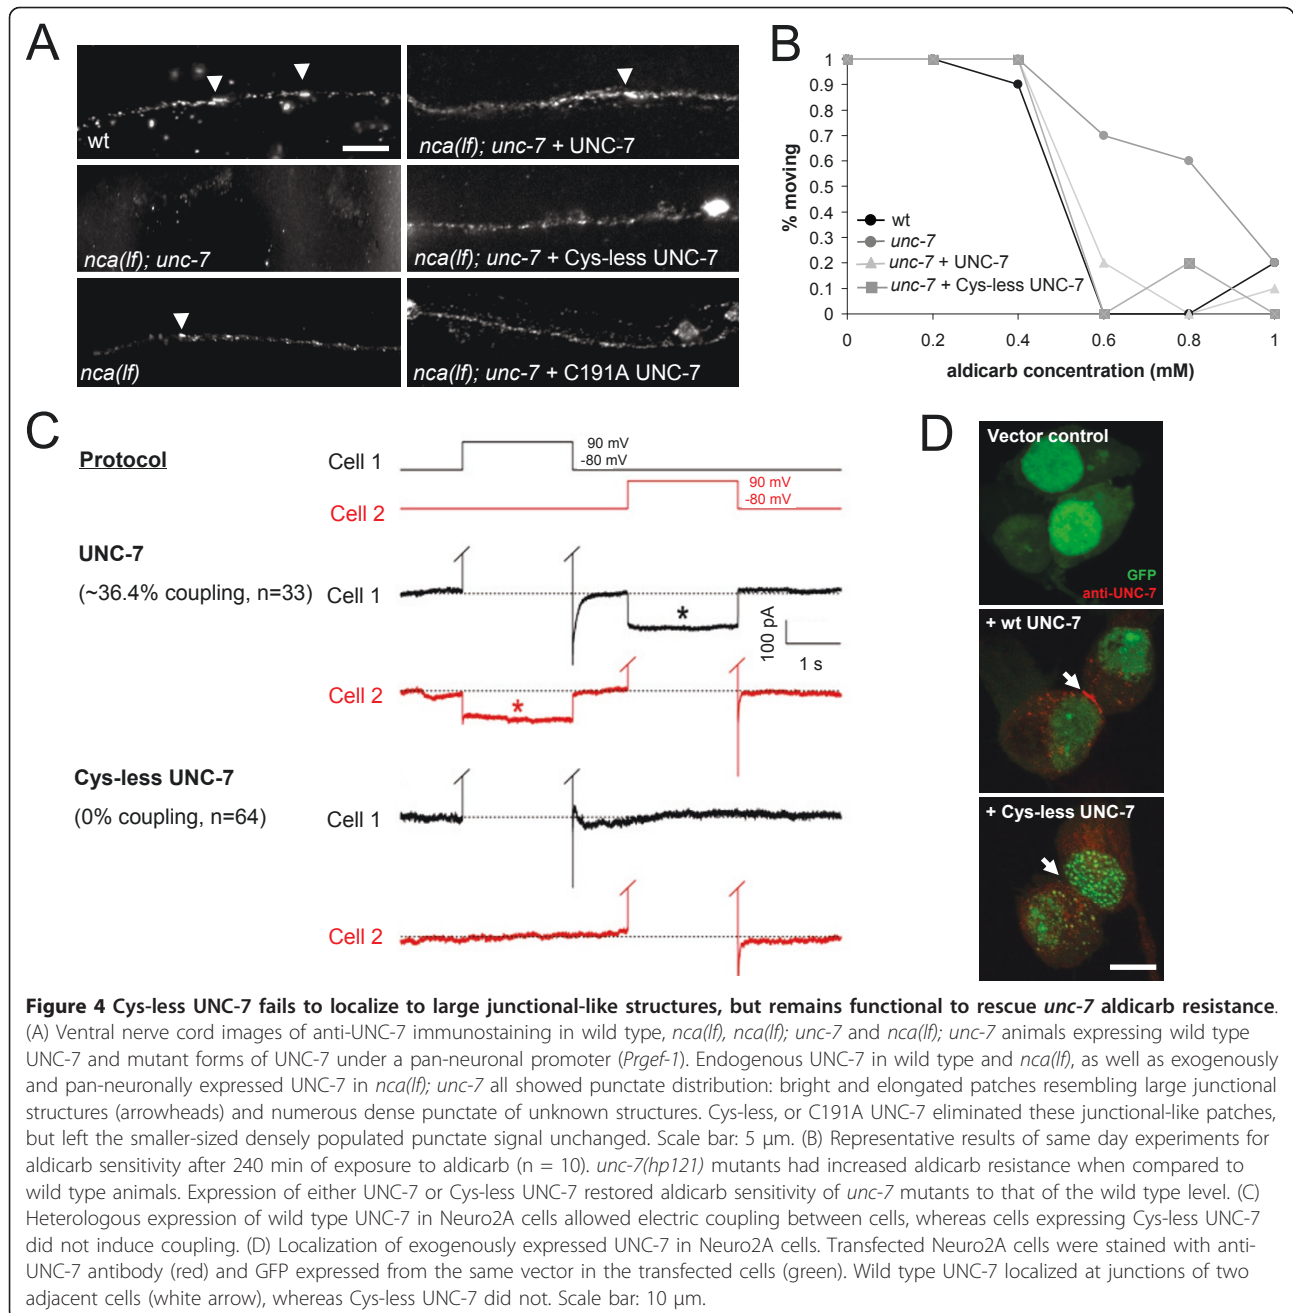 A
wt
nca(lf); unc-7 + UNC-7
nca(lf); unc-7
nca(lf); unc-7 + Cys-less UNC-7
nca(lf)
nca(lf); unc-7 + C191A UNC-7
B
% moving
1
0.9
0.8
0.7
0.6
0.5
0.4
0.3
0.2
0.1
0
wt
unc-7
unc-7 + UNC-7
unc-7 + Cys-less UNC-7
0 0.2 0.4 0.6 0.8 1
aldicarb concentration (mM)
C
Protocol
Cell 1
90 mV
-80 mV
Cell 2
90 mV
-80 mV
UNC-7
(~36.4% coupling, n=33)
Cell 1
*
100 pA
1 s
Cell 2
*
Cys-less UNC-7
(0% coupling, n=64)
Cell 1
Cell 2
D
Vector control
GFP
anti-UNC-7
+ wt UNC-7
+ Cys-less UNC-7
Figure 4 Cys-less UNC-7 fails to localize to large junctional-like structures, but remains functional to rescue unc-7 aldicarb resistance.
(A) Ventral nerve cord images of anti-UNC-7 immunostaining in wild type, nca(lf), nca(lf); unc-7 and nca(lf); unc-7 animals expressing wild type
UNC-7 and mutant forms of UNC-7 under a pan-neuronal promoter (Prgef-1). Endogenous UNC-7 in wild type and nca(lf), as well as exogenously
and pan-neuronally expressed UNC-7 in nca(lf); unc-7 all showed punctate distribution: bright and elongated patches resembling large junctional
structures (arrowheads) and numerous dense punctate of unknown structures. Cys-less, or C191A UNC-7 eliminated these junctional-like patches,
but left the smaller-sized densely populated punctate signal unchanged. Scale bar: 5 μm. (B) Representative results of same day experiments for
aldicarb sensitivity after 240 min of exposure to aldicarb (n = 10). unc-7(hp121) mutants had increased aldicarb resistance when compared to
wild type animals. Expression of either UNC-7 or Cys-less UNC-7 restored aldicarb sensitivity of unc-7 mutants to that of the wild type level. (C)
Heterologous expression of wild type UNC-7 in Neuro2A cells allowed electric coupling between cells, whereas cells expressing Cys-less UNC-7
did not induce coupling. (D) Localization of exogenously expressed UNC-7 in Neuro2A cells. Transfected Neuro2A cells were stained with anti-
UNC-7 antibody (red) and GFP expressed from the same vector in the transfected cells (green). Wild type UNC-7 localized at junctions of two
adjacent cells (white arrow), whereas Cys-less UNC-7 did not. Scale bar: 10 μm.